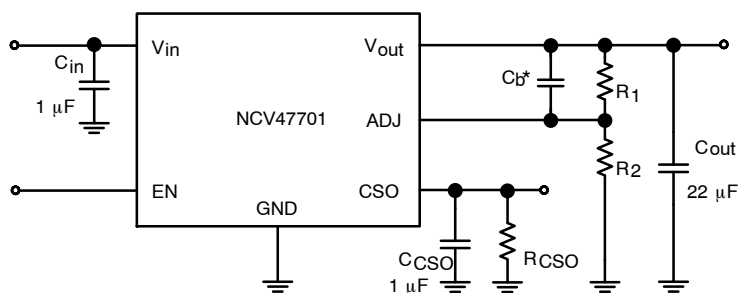 Vin
Vout
Cin
1 μF
Cb*
R1
NCV47701
ADJ
R2
Cout
22 μF
EN
CSO
GND
CCSO
1 μF
RCSO